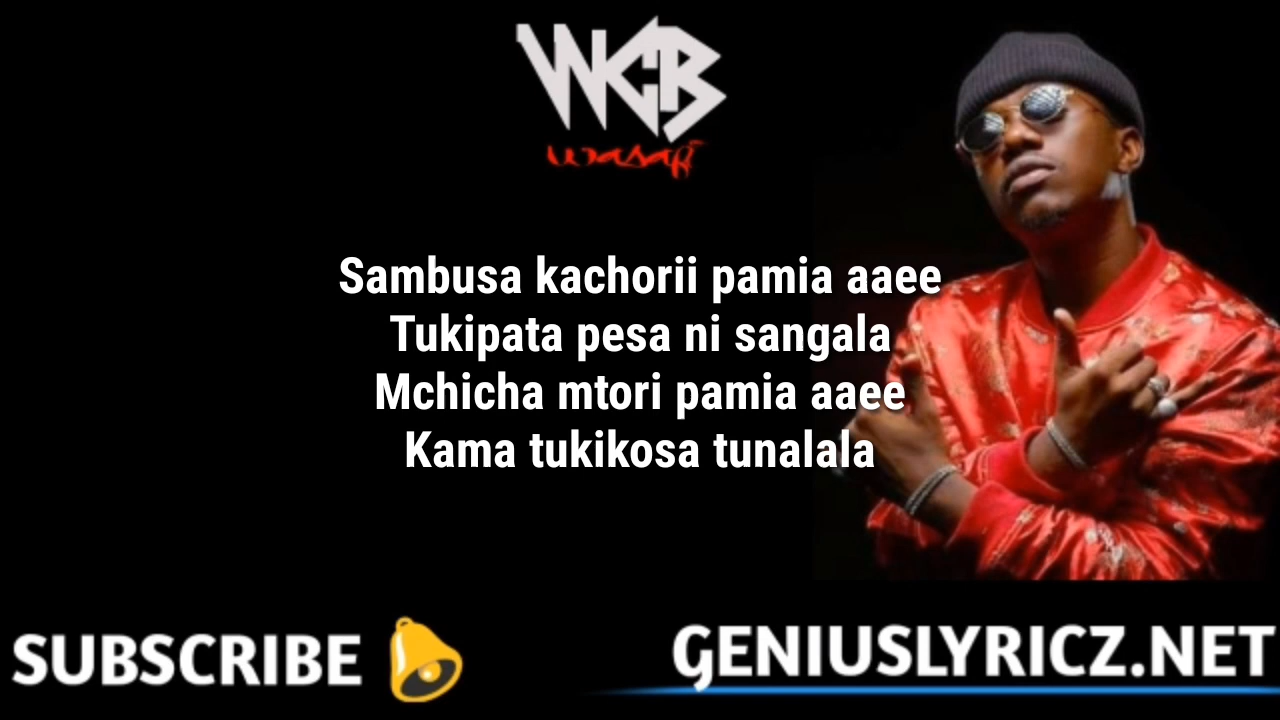 WCB
wasafi
Sambusa kachorii pamia aaee
Tukipata pesa ni sangala
Mchicha mtori pamia aaee
Kama tukikosa tunalala
SUBSCRIBE
GENIUSLYRICZ.NET